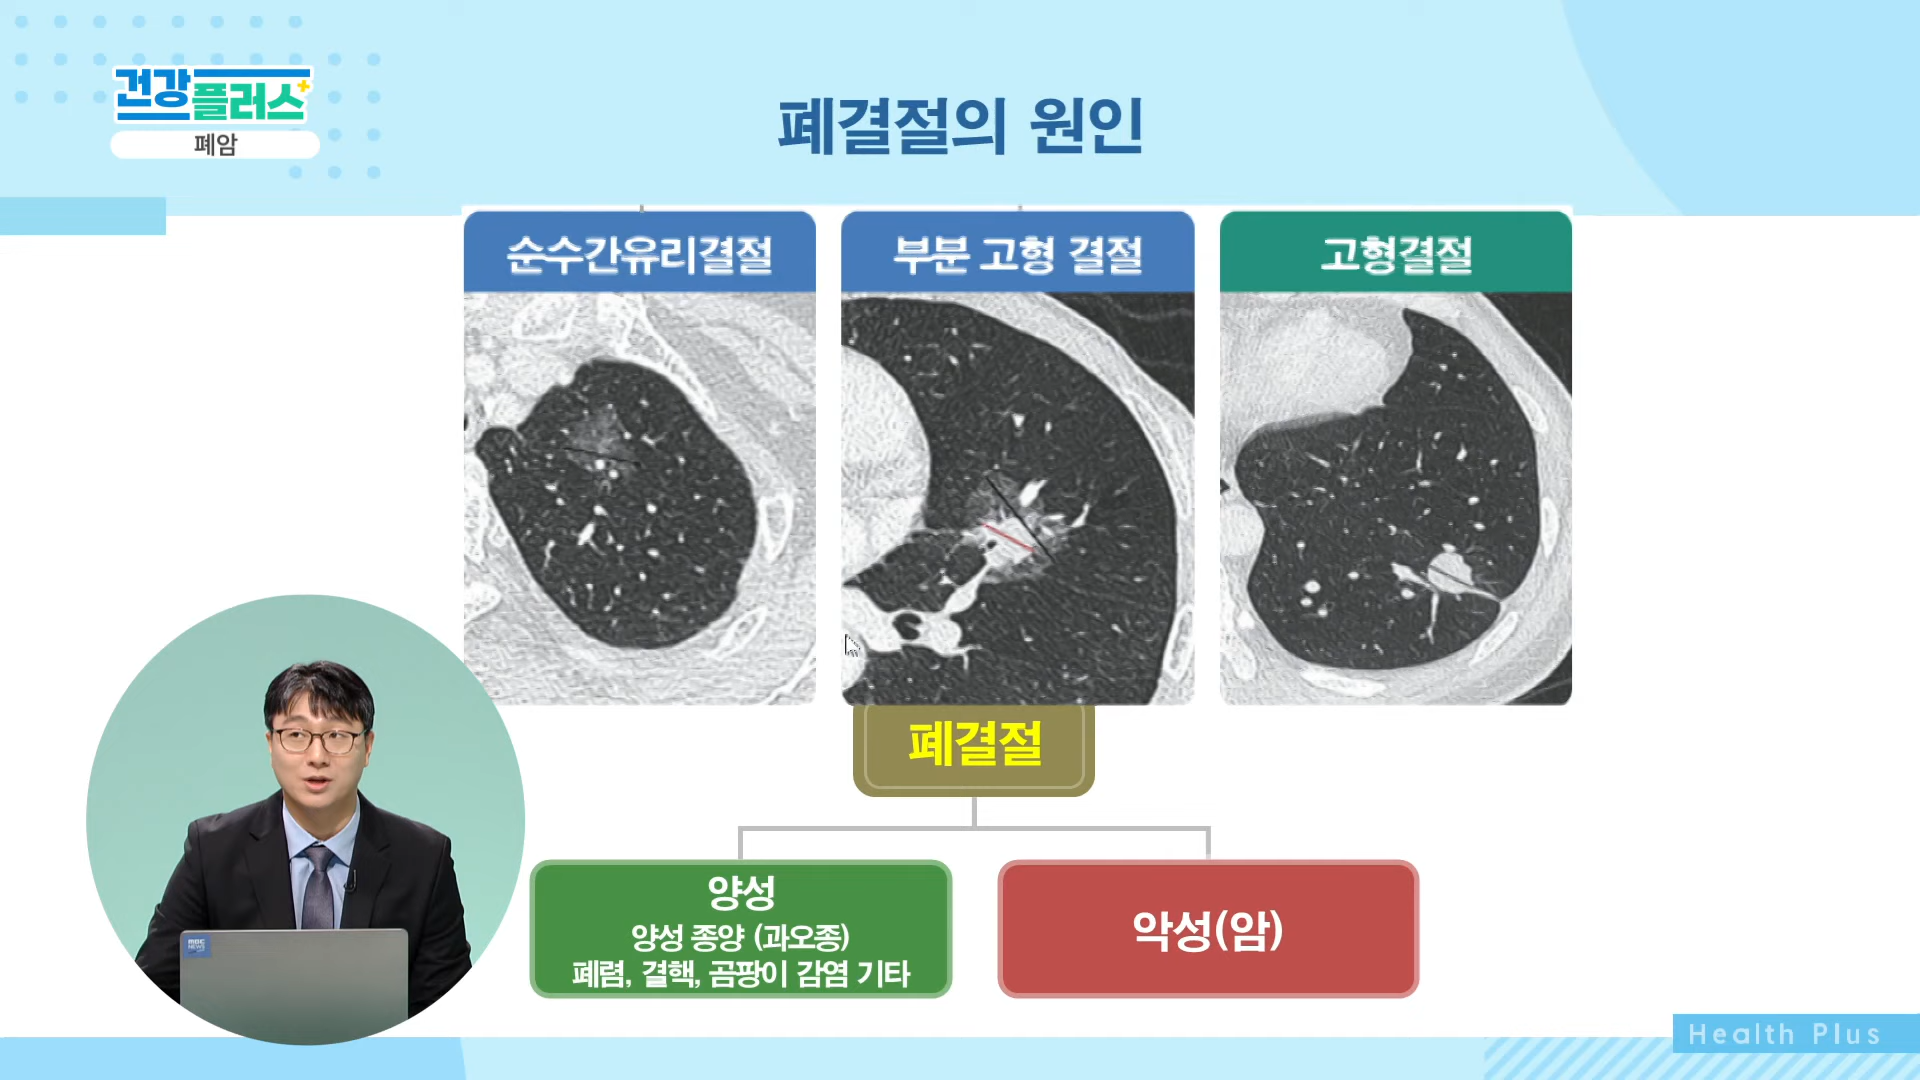 건강플러스+
폐암
폐결절의 원인
순수간유리결절
부분 고형 결절
고형결절
폐결절
양성
양성 종양 (과오종)
폐렴, 결핵, 곰팡이 감염 기타
악성(암)
MBC
NEWS
Health Plus